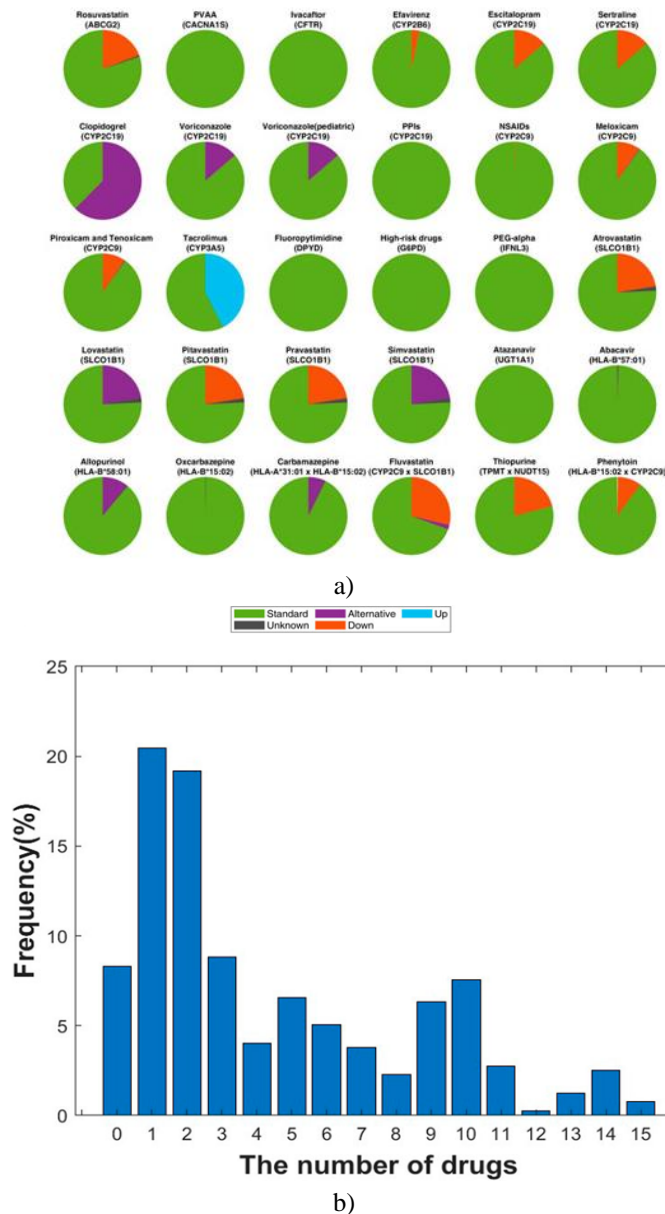 Rosuvastatin PVAA Ivacaftor Efavirenz Escitalopram Sertraline
(ABCG2) (CACNA1S) (CFTR) (CYP2B6) (CYP2C19) (CYP2C19)
Clopidogrel Voriconazole Voriconazole(pediatric) PPIs NSAIDs Meloxicam
(CYP2C19) (CYP2C19) (CYP2C19) (CYP2C19) (CYP2C9) (CYP2C9)
Piroxicam and Tenoxicam Tacrolimus Fluoropytimidine High-risk drugs PEG-alpha Atrovastatin
(CYP2C9) (CYP3A5) (DPYD) (G6PD) (IFNL3) (SLCO1B1)
Lovastatin Pitavastatin Pravastatin Simvastatin Atazanavir Abacavir
(SLCO1B1) (SLCO1B1) (SLCO1B1) (SLCO1B1) (UGT1A1) (HLA-B*57:01)
Allopurinol Oxcarbazepine Carbamazepine Fluvastatin Thiopurine Phenytoin
(HLA-B*58:01) (HLA-B*15:02) (HLA-A*31:01 x HLA-B*15:02) (CYP2C9 x SLCO1B1) (TPMT x NUDT15) (HLA-B*15:02 x CYP2C9)
a)
Standard Alternative Up
Unknown Down
25
20
15
10
5
0
Frequency(%)
0 1 2 3 4 5 6 7 8 9 10 11 12 13 14 15
The number of drugs
b)